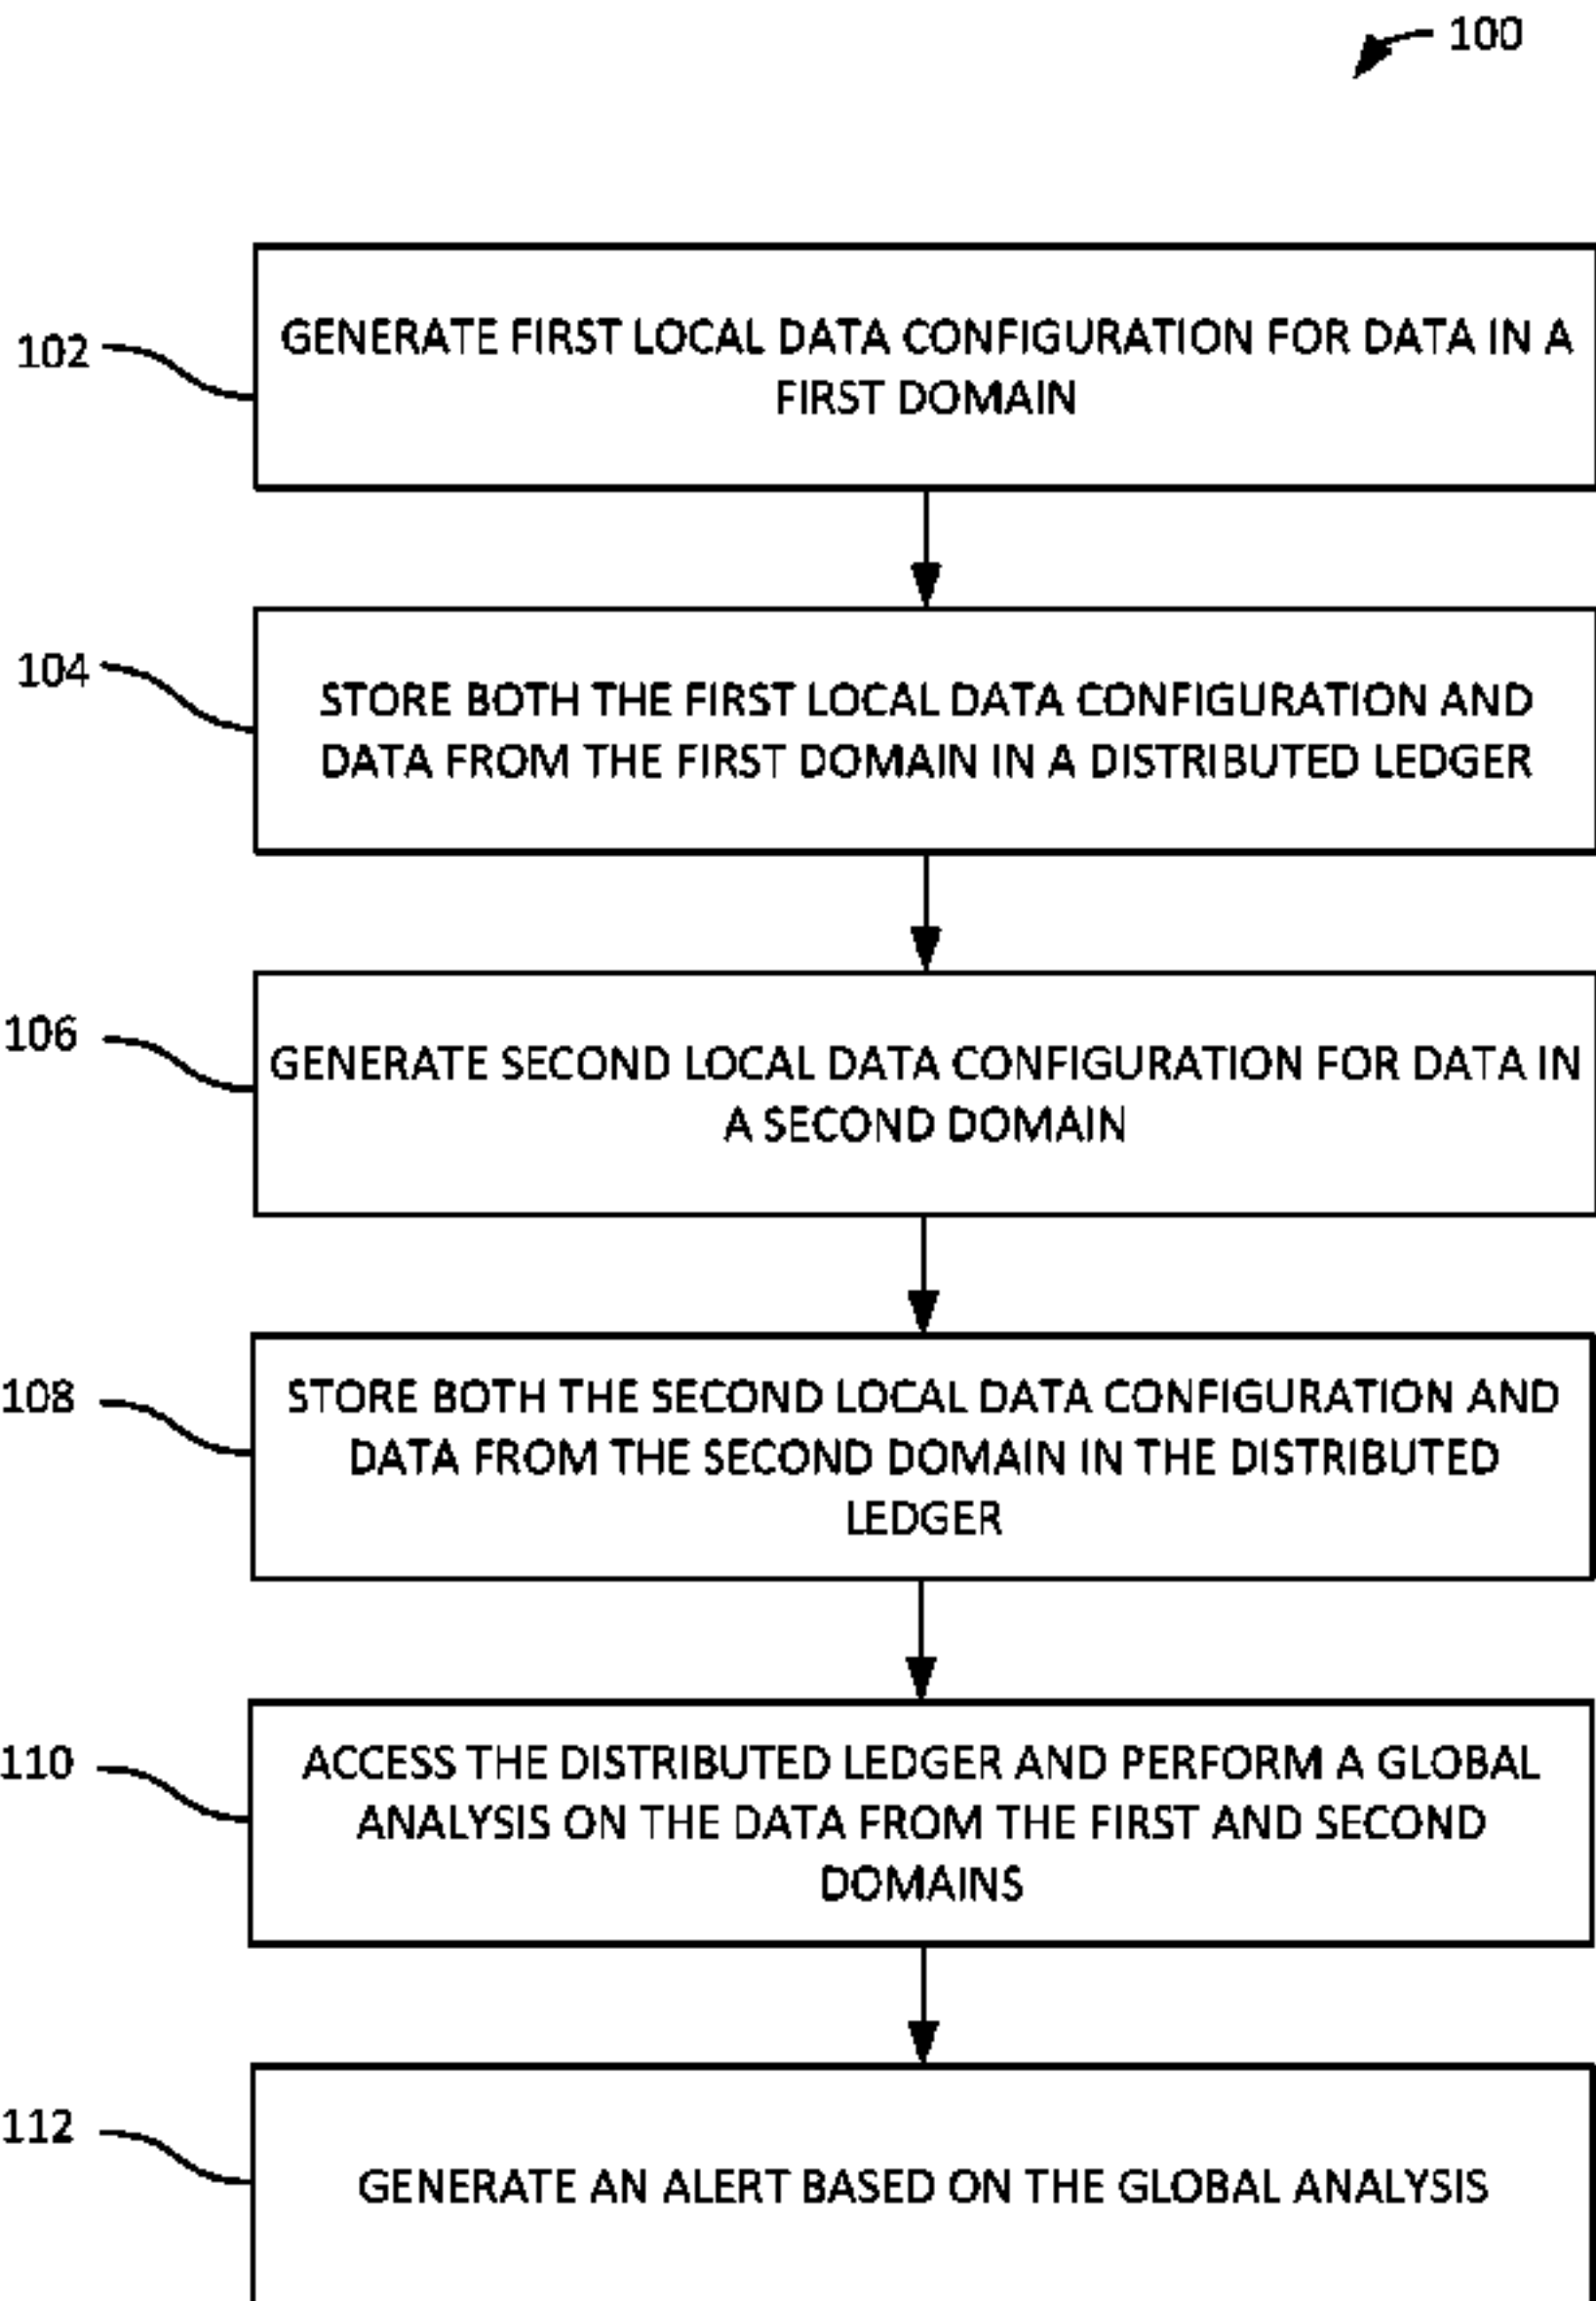 100
102
GENERATE FIRST LOCAL DATA CONFIGURATION FOR DATA IN A
FIRST DOMAIN
104
STORE BOTH THE FIRST LOCAL DATA CONFIGURATION AND
DATA FROM THE FIRST DOMAIN IN A DISTRIBUTED LEDGER
106
GENERATE SECOND LOCAL DATA CONFIGURATION FOR DATA IN
A SECOND DOMAIN
108
STORE BOTH THE SECOND LOCAL DATA CONFIGURATION AND
DATA FROM THE SECOND DOMAIN IN THE DISTRIBUTED
LEDGER
110
ACCESS THE DISTRIBUTED LEDGER AND PERFORM A GLOBAL
ANALYSIS ON THE DATA FROM THE FIRST AND SECOND
DOMAINS
112
GENERATE AN ALERT BASED ON THE GLOBAL ANALYSIS